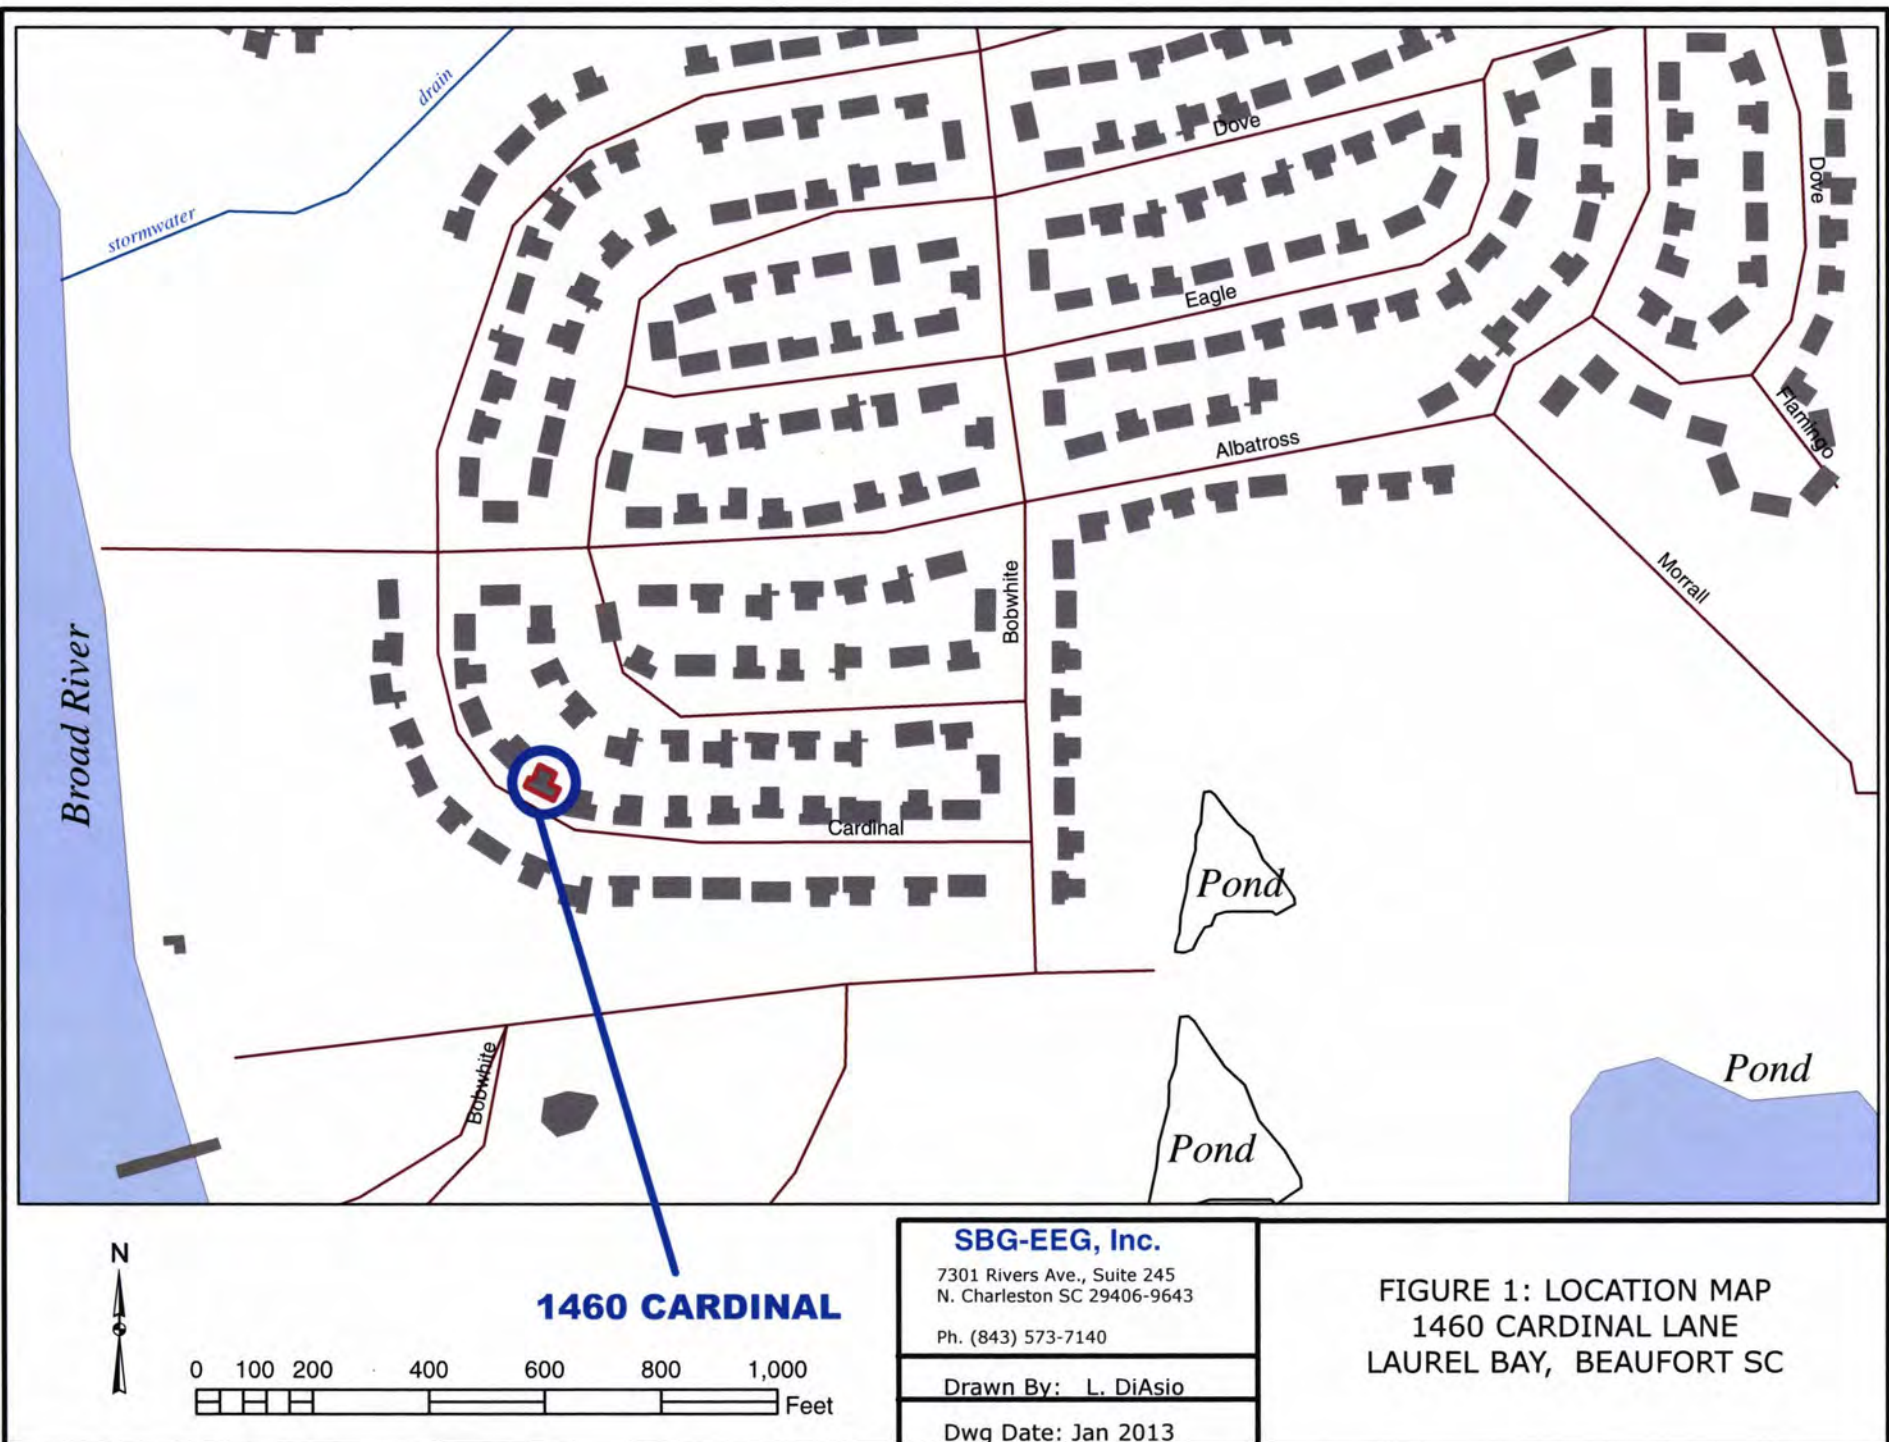 drain
stormwater
Dove
Dove
Eagle
Flamingo
Albatross
Morrall
Bobwhite
Broad River
Cardinal
Pond
Bobwhite
Pond
Pond
N
1460 CARDINAL
0 100 200 400 600 800 1,000
Feet
SBG-EEG, Inc.
7301 Rivers Ave., Suite 245
N. Charleston SC 29406-9643
Ph. (843) 573-7140
Drawn By: L. DiAsio
Dwg Date: Jan 2013
FIGURE 1: LOCATION MAP
1460 CARDINAL LANE
LAUREL BAY, BEAUFORT SC